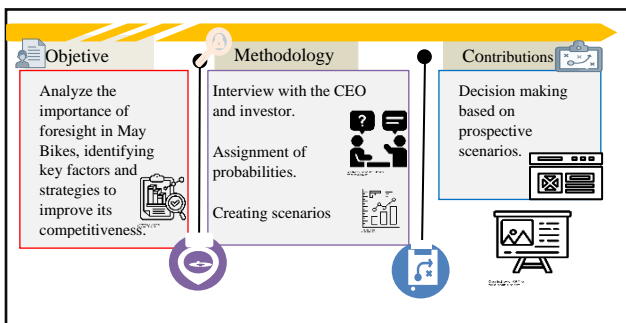 Objetive
Analyze the
importance of
foresight in May
Bikes, identifying
key factors and
strategies to
improve its
competitiveness.
Methodology
Interview with the CEO
and investor.
Assignment of
probabilities.
Creating scenarios
Contributions
Decision making
based on
prospective
scenarios.